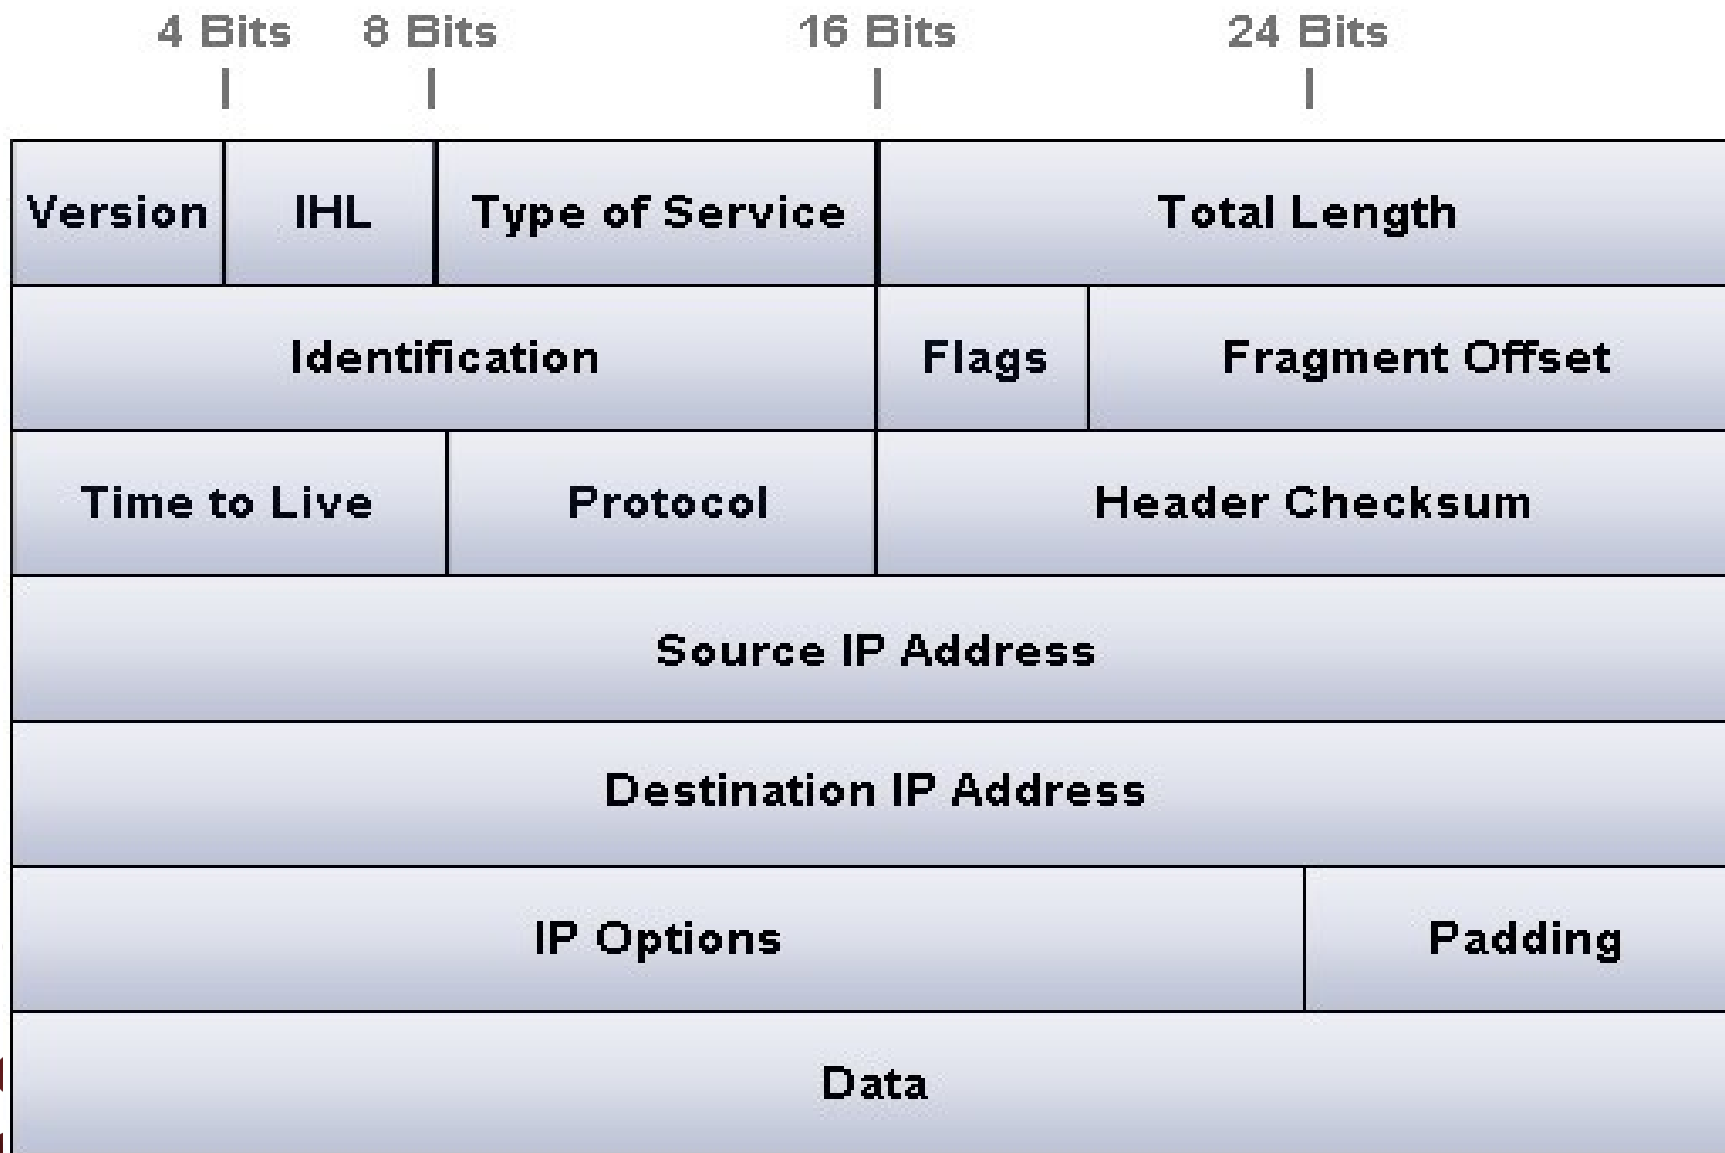 4 Bits 8 Bits 16 Bits 24 Bits
Version IHL Type of Service Total Length
Identification Flags Fragment Offset
Time to Live Protocol Header Checksum
Source IP Address
Destination IP Address
IP Options Padding
Data